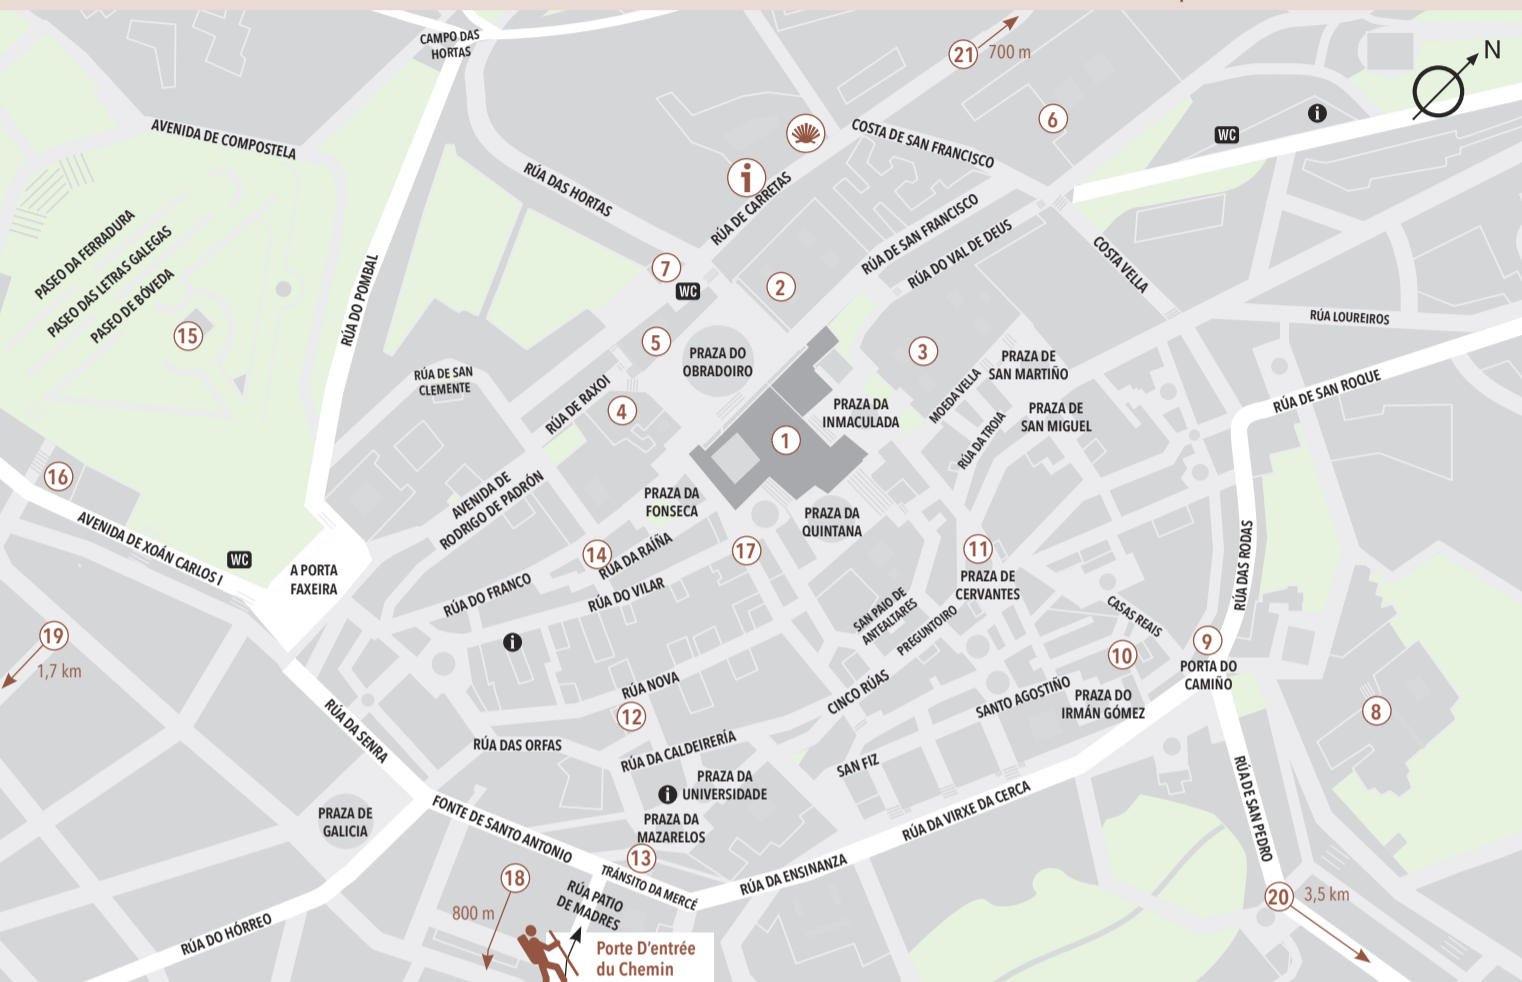 CAMPO DAS
HORTAS
21
700 m
N
6
WC
i
AVENIDA DE COMPOSTELA
COSTA DE SAN FRANCISCO
RÚA DAS HORTAS
i
RÚA DE CARRETAS
RÚA DE SAN FRANCISCO
RÚA DO VAL DE DEUS
COSTA VELLA
PASEO DA FERRADURA
PASEO DAS LETRAS GALEGAS
PASEO DE BÓVEDA
15
RÚA DO POMBAL
7
WC
2
5
PRAZA DO
OBRADOIRO
3
PRAZA DE
SAN MARTIÑO
RÚA LOUREIROS
RÚA DE SAN
CLEMENTE
RÚA DE RAXOI
4
PRAZA DA
INMACULADA
MOEDA VELLA
RÚA DA TROIA
PRAZA DE
SAN MIGUEL
RÚA DE SAN ROQUE
1
16
AVENIDA DE
RODRIGO DE PADRÓN
PRAZA DA
FONSECA
PRAZA DA
QUINTANA
AVENIDA DE XOÁN CARLOS I
WC
A PORTA
FAXEIRA
14
RÚA DA RAÍÑA
17
11
PRAZA DE
CERVANTES
RÚA DAS RODAS
RÚA DO FRANCO
RÚA DO VILAR
SAN PAIO DE
ANTEALTARES
PREGUNTOIRO
CASAS REAIS
19
1,7 km
i
10
9
PORTA DO
CAMIÑO
RÚA NOVA
CINCO RÚAS
SANTO AGOSTIÑO
PRAZA DO
IRMÁN GÓMEZ
8
12
RÚA DA SENRA
RÚA DAS ORFAS
RÚA DA CALDEIRERÍA
SAN FIZ
i
PRAZA DA
UNIVERSIDADE
PRAZA DE
GALICIA
FONTE DE SANTO ANTONIO
PRAZA DA
MAZARELOS
13
RÚA DA VIRXE DA CERCA
RÚA DE SAN PEDRO
18
800 m
TRÁNSITO DA MERCÉ
RÚA DA ENSINANZA
RÚA PATIO
DE MADRES
20
3,5 km
RÚA DO HÓRREO
Porte D'entrée
du Chemin